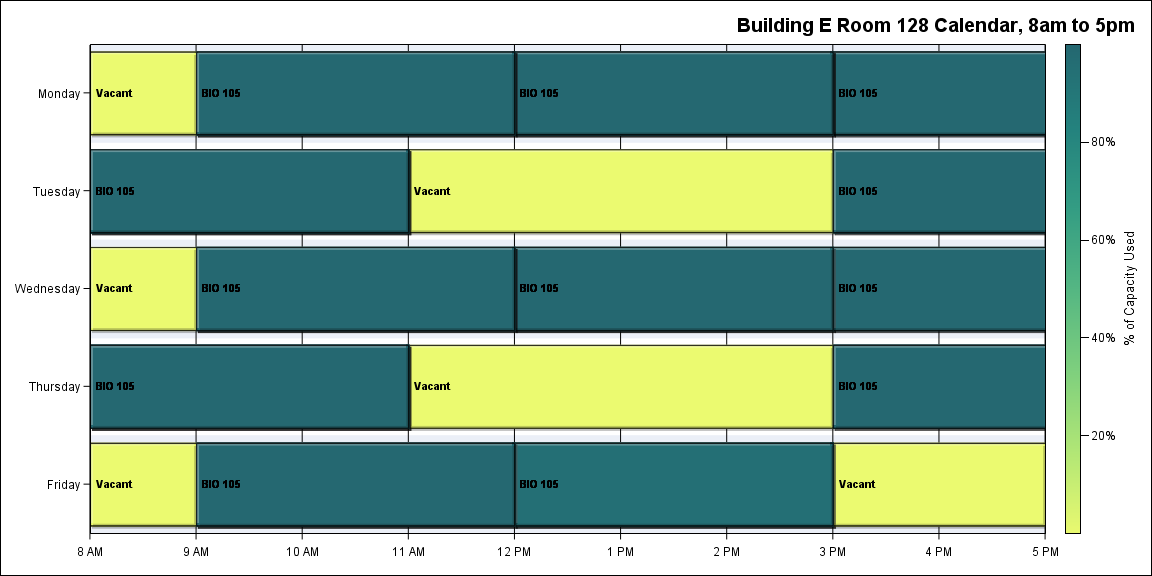 Building E Room 128 Calendar, 8am to 5pm
Monday
Vacant
BIO 105
BIO 105
BIO 105
Tuesday
BIO 105
Vacant
BIO 105
Wednesday
Vacant
BIO 105
BIO 105
BIO 105
Thursday
BIO 105
Vacant
BIO 105
Friday
Vacant
BIO 105
BIO 105
Vacant
8 AM
9 AM
10 AM
11 AM
12 PM
1 PM
2 PM
3 PM
4 PM
5 PM
80%
60%
40%
20%
% of Capacity Used